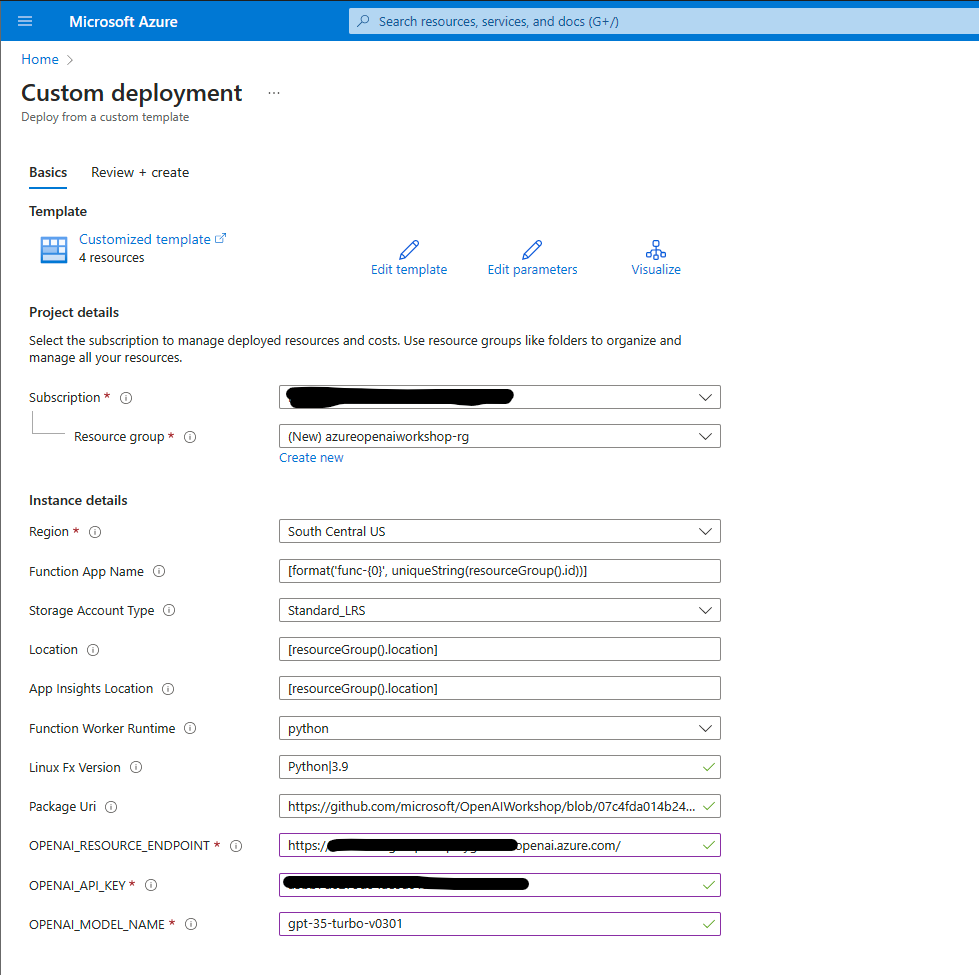 Microsoft Azure
Search resources, services, and docs (G+/)
Home
Custom deployment ...
Deploy from a custom template
Basics Review + create
Template
Customized template
4 resources
Edit template Edit parameters Visualize
Project details
Select the subscription to manage deployed resources and costs. Use resource groups like folders to organize and
manage all your resources.
Subscription *
Resource group * (New) azureopenaiworkshop-rg
Create new
Instance details
Region * South Central US
Function App Name [format('func-{0}', uniqueString(resourceGroup().id))]
Storage Account Type Standard_LRS
Location [resourceGroup().location]
App Insights Location [resourceGroup().location]
Function Worker Runtime python
Linux Fx Version Python|3.9
Package Uri https://github.com/microsoft/OpenAIWorkshop/blob/07c4fda014b24...
OPENAI_RESOURCE_ENDPOINT * https:/ openai.azure.com/
OPENAI_API_KEY *
OPENAI_MODEL_NAME * gpt-35-turbo-v0301